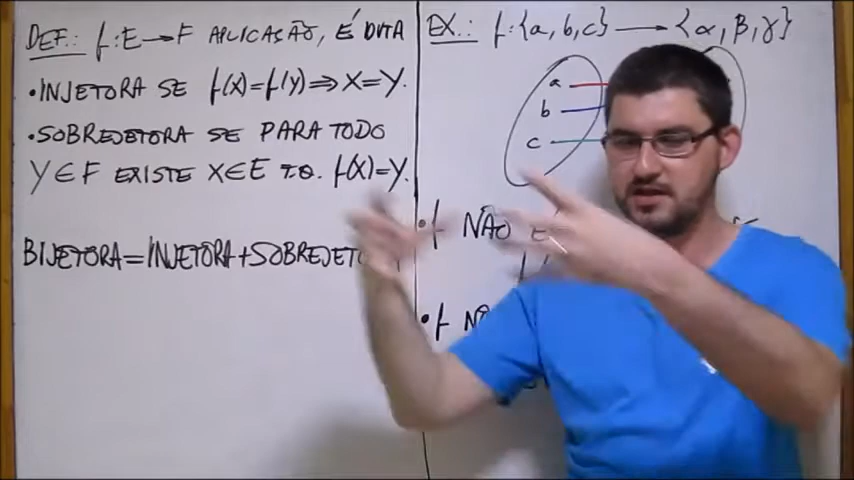 DEF.: f:E→F APLICAÇÃO, É DITA
• INJETORA SE f(x)=f(y)⇒X=Y.
• SOBREJETORA SE PARA TODO
Y∈F EXISTE X∈E T.Q. f(X)=Y.
BIJETORA=INJETORA+SOBREJETO
EX.: f:{a,b,c}→{α,β,γ}
a
b
c
• f NÃO É
• f